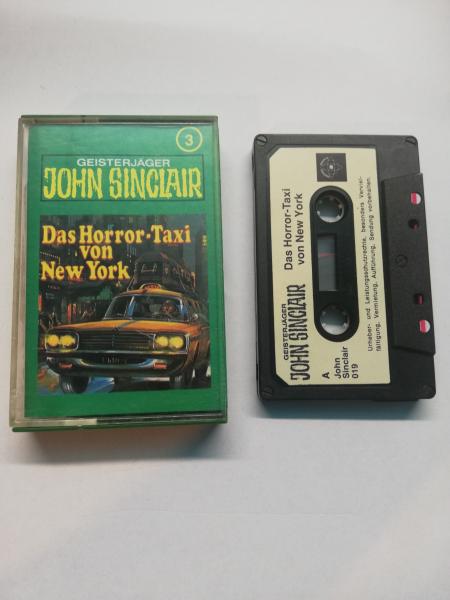 3
GEISTERJÄGER
JOHN SINCLAIR
Das Horror-Taxi
von
New York
GEISTERJÄGER
JOHN SINCLAIR
Das Horror-Taxi
von New York
A
John
Sinclair
019
Urheber- und Leistungsschutzrechte, besonders Verviel-
fältigung, Vermietung, Aufführung, Sendung vorbehalten.